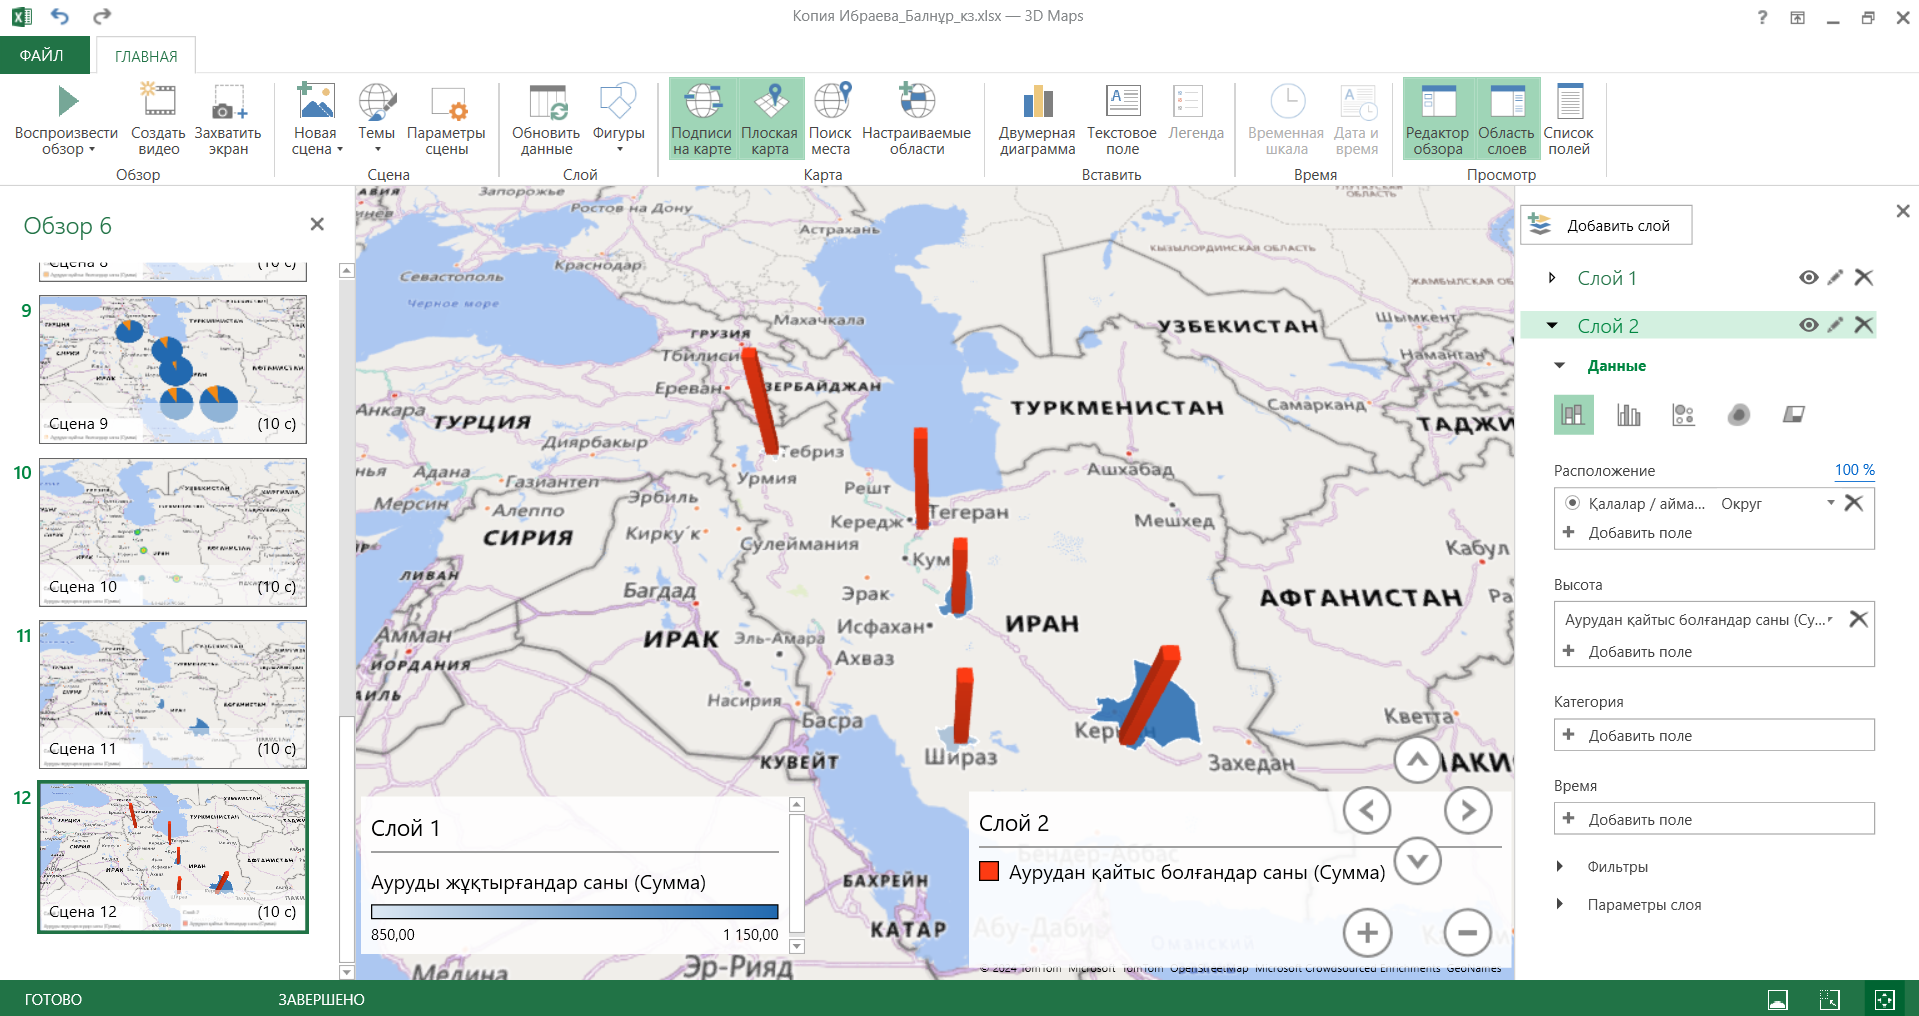 Копия Ибраева_Балнұр_кз.xlsx — 3D Maps
?
ФАЙЛ
ГЛАВНАЯ
Воспроизвести обзор
Создать видео
Захватить экран
Обзор
Новая сцена
Темы
Параметры сцены
Сцена
Обновить данные
Фигуры
Слой
Подписи на карте
Плоская карта
Поиск места
Настраиваемые области
Карта
Двумерная диаграмма
Текстовое поле
Легенда
Вставить
Временная шкала
Дата и время
Время
Редактор обзора
Область слоев
Список полей
Просмотр
Обзор 6
(10 с)
9
Сцена 9
(10 с)
10
Сцена 10
(10 с)
11
Сцена 11
(10 с)
12
Сцена 12
(10 с)
Запорожье
Ростов на Дону
Астрахань
КЫЗЫЛОРДИНСКАЯ ОБЛАСТЬ
Севастополь
Краснодар
Черное море
ЖАМБЫЛСКАЯ ОБ
Махачкала
ГРУЗИЯ
УЗБЕКИСТАН
Шымкент
Тбилиси
Наманган
Ереван
ЗЕРБАЙДЖАН
Анкара
ТУРЦИЯ
ТУРКМЕНИСТАН
Самарканд
ТАДЖИ
Диярбакыр
Тебриз
Адана
Газиантеп
Урмия
Ашхабад
Мерсин
Алеппо
Эрбиль
Решт
СИРИЯ
Киркук
Кередж
Тегеран
Мешхед
Сулеймания
Кум
Кабул
ЛИВАН
Багдад
Эрак
ИРАН
АФГАНИСТАН
Амман
ИРАК
Эль-Амара
Исфахан
ИОРДАНИЯ
Ахваз
Насирия
Басра
Кветта
КУВЕЙТ
Шираз
Захедан
БАХРЕЙН
КАТАР
Эр-Рияд
Медина
Бендер-Аббас
Абу-Даби
Оманский
Слой 1
Ауруды жұқтырғандар саны (Сумма)
850,00
1 150,00
Слой 2
Аурудан қайтыс болғандар саны (Сумма)
© 2024 TomTom Microsoft TomTom OpenStreetMap Microsoft Crowdsourced Enrichments GeoNames
Добавить слой
Слой 1
Слой 2
Данные
Расположение
100 %
Қалалар / айма...
Округ
Добавить поле
Высота
Аурудан қайтыс болғандар саны (Су...
Добавить поле
Категория
Добавить поле
Время
Добавить поле
Фильтры
Параметры слоя
ГОТОВО
ЗАВЕРШЕНО